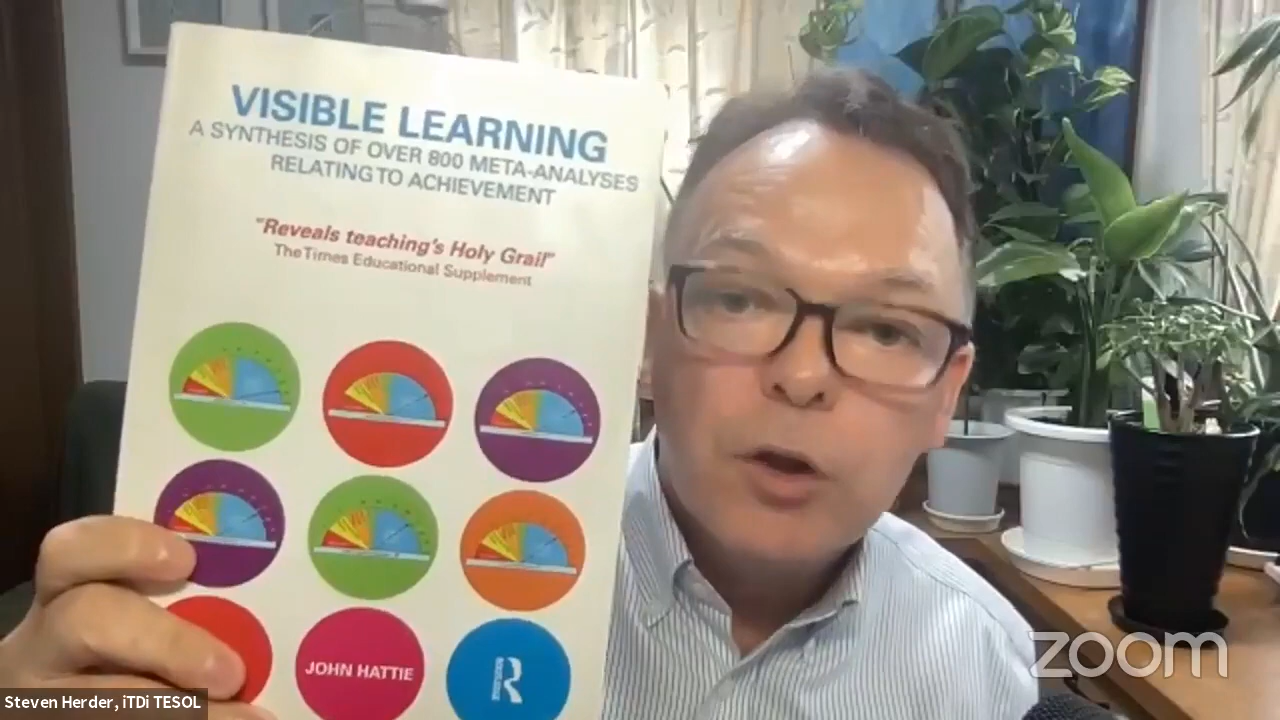 VISIBLE LEARNING
A SYNTHESIS OF OVER 800 META-ANALYSES
RELATING TO ACHIEVEMENT
"Reveals teaching's Holy Grail"
The Times Educational Supplement
JOHN HATTIE
R
ROUTLEDGE
Steven Herder, iTDi TESOL
zoom